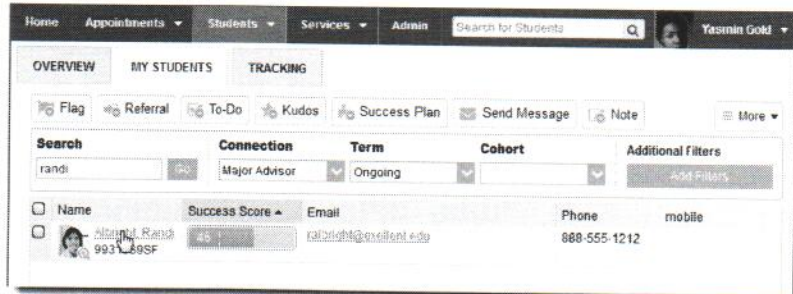 Home Appointments Students Services Admin Search for Students Yasmin Gold
OVERVIEW MY STUDENTS TRACKING
Flag Referral To-Do Kudos Success Plan Send Message Note More
Search Connection Term Cohort Additional Filters
randi Go Major Advisor Ongoing Add Filters
Name Success Score Email Phone mobile
Albright, Randi 46 ralbright@exellent.edu 888-555-1212